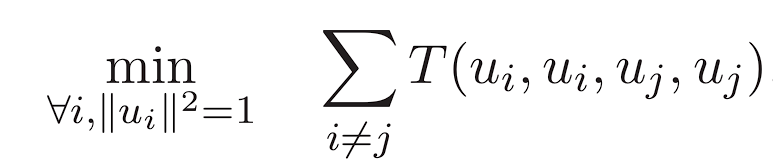 min ∑ T(u_i, u_i, u_j, u_j)
∀i,‖u_i‖²=1 i≠j